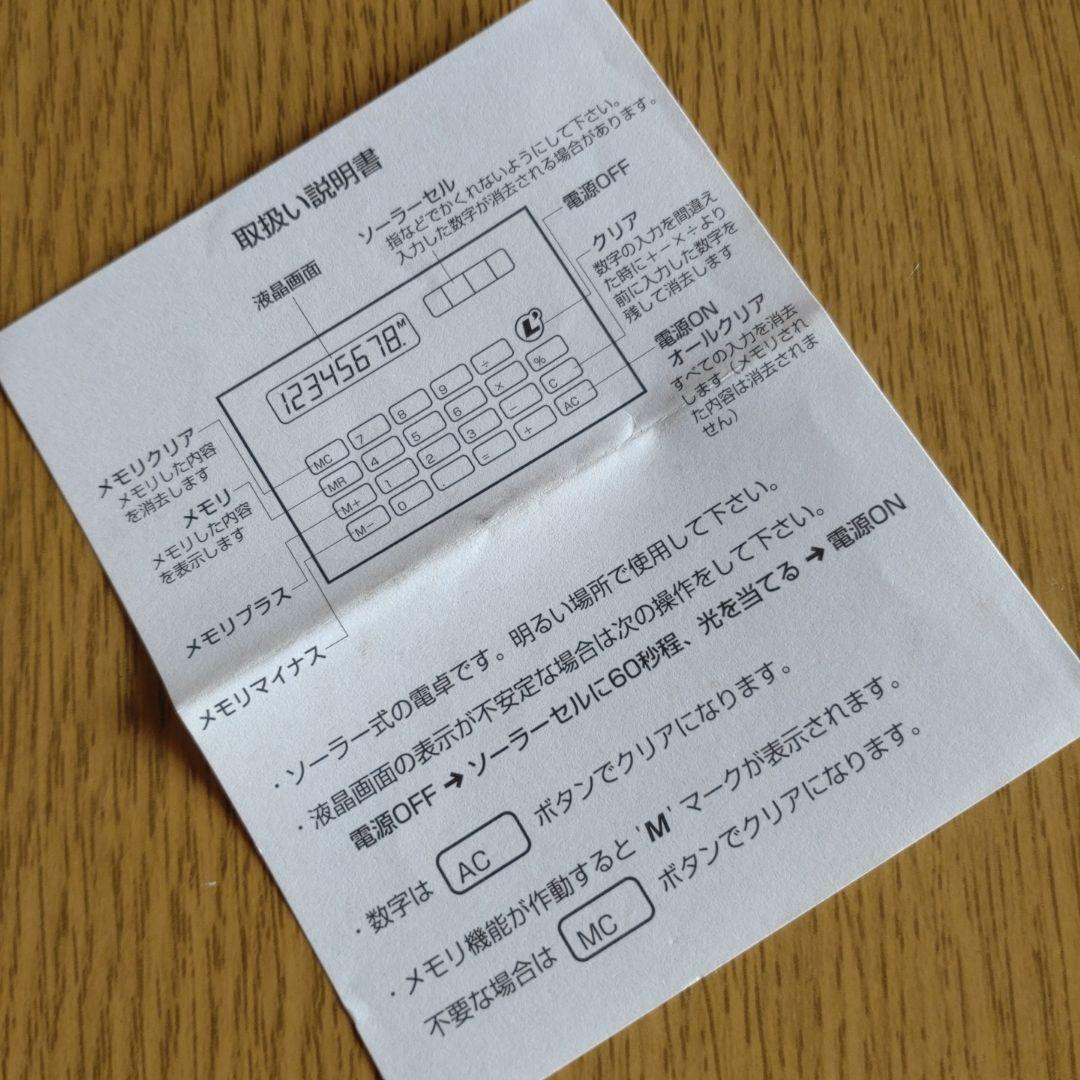 取扱い説明書
液晶画面
ソーラーセル
指などでかくれないようにして下さい。
入力した数字が消去される場合があります。
電源OFF
クリア
数字の入力を間違え
た時に+−×÷より
前に入力した数字を
残して消去します
電源ON
オールクリア
すべての入力を消去
します（メモリされ
た内容は消去されま
せん）
12345678.M
L
MC 7 8 9 ÷ %
MR 4 5 6 × C
M+ 1 2 3 − AC
M− 0 . = +
メモリクリア
メモリした内容
を消去します
メモリ
メモリした内容
を表示します
メモリプラス
メモリマイナス
・ソーラー式の電卓です。明るい場所で使用して下さい。
・液晶画面の表示が不安定な場合は次の操作をして下さい。
電源OFF➔ソーラーセルに60秒程、光を当てる➔電源ON
・数字は AC ボタンでクリアになります。
・メモリ機能が作動すると'M'マークが表示されます。
不要な場合は MC ボタンでクリアになります。